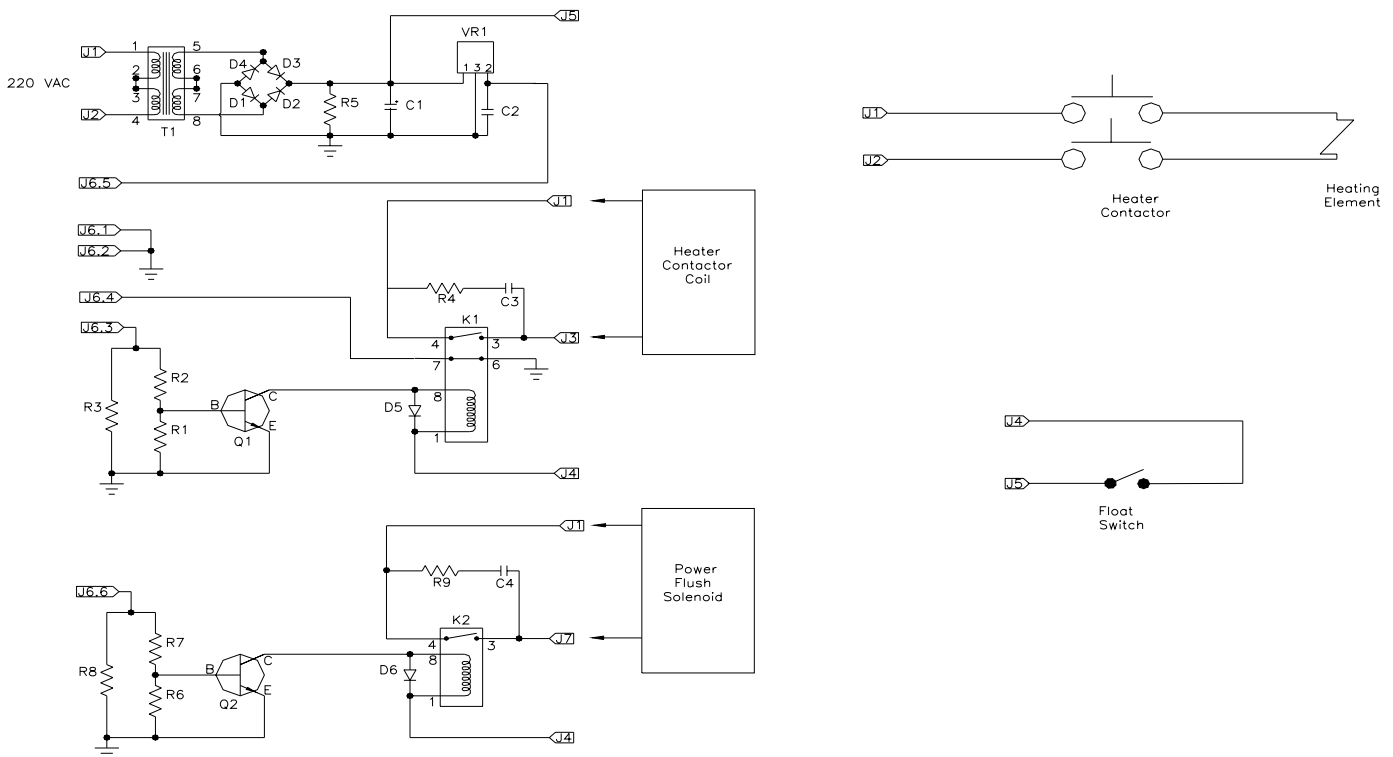 J5
VR1
J1
1
5
D4
D3
1 3 2
2
6
220 VAC
3
7
D1
D2
R5
C1
C2
J2
4
8
T1
J6.5
J1
J6.1
J6.2
Heater
Contactor
Coil
J6.4
R4
C3
K1
J6.3
4
3
J3
7
6
R2
R3
B
C
8
D5
R1
E
Q1
1
J4
J1
Power
Flush
Solenoid
R9
C4
J6.6
K2
4
3
J7
R7
8
R8
B
C
D6
R6
E
Q2
1
J4
J1
J2
Heater
Contactor
Heating
Element
J4
J5
Float
Switch